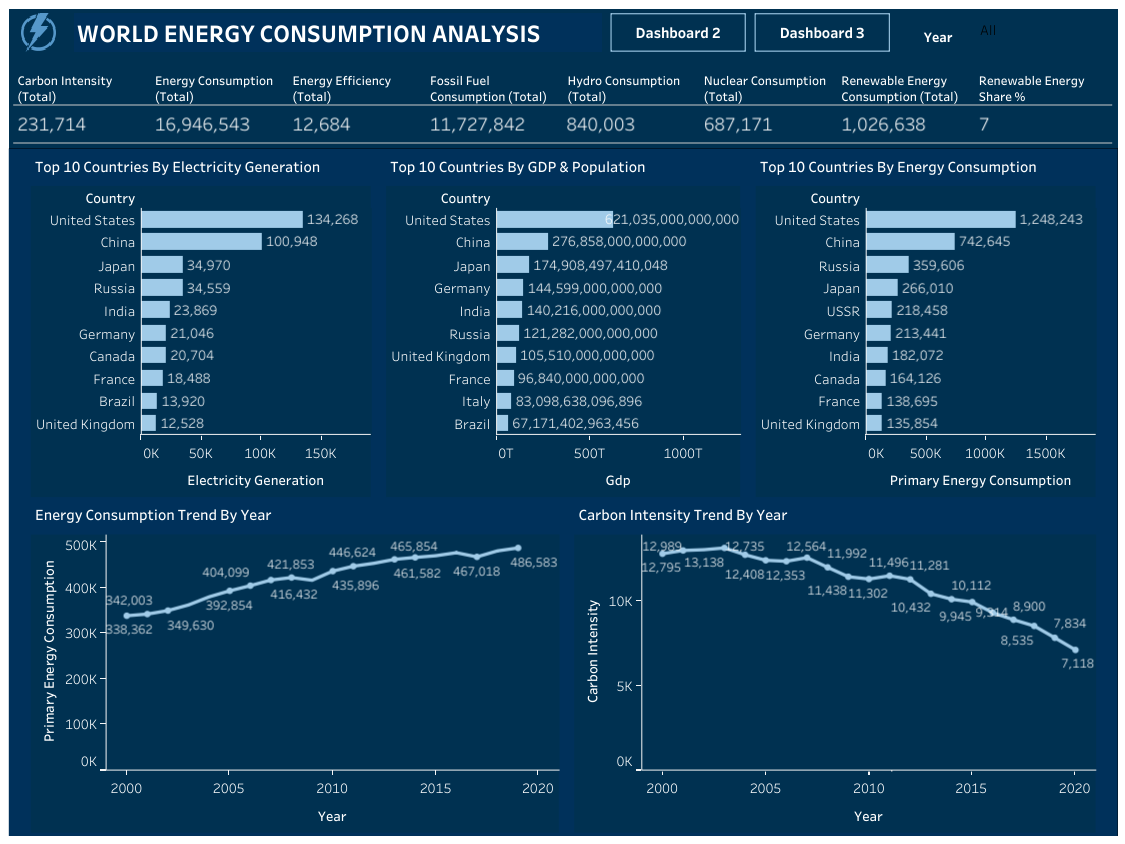 WORLD ENERGY CONSUMPTION ANALYSIS
Dashboard 2
Dashboard 3
Year
All
Carbon Intensity
(Total)
231,714
Energy Consumption
(Total)
16,946,543
Energy Efficiency
(Total)
12,684
Fossil Fuel
Consumption (Total)
11,727,842
Hydro Consumption
(Total)
840,003
Nuclear Consumption
(Total)
687,171
Renewable Energy
Consumption (Total)
1,026,638
Renewable Energy
Share %
7
Top 10 Countries By Electricity Generation
Country
United States 134,268
China 100,948
Japan 34,970
Russia 34,559
India 23,869
Germany 21,046
Canada 20,704
France 18,488
Brazil 13,920
United Kingdom 12,528
0K 50K 100K 150K
Electricity Generation
Top 10 Countries By GDP & Population
Country
United States 621,035,000,000,000
China 276,858,000,000,000
Japan 174,908,497,410,048
Germany 144,599,000,000,000
India 140,216,000,000,000
Russia 121,282,000,000,000
United Kingdom 105,510,000,000,000
France 96,840,000,000,000
Italy 83,098,638,096,896
Brazil 67,171,402,963,456
0T 500T 1000T
Gdp
Top 10 Countries By Energy Consumption
Country
United States 1,248,243
China 742,645
Russia 359,606
Japan 266,010
USSR 218,458
Germany 213,441
India 182,072
Canada 164,126
France 138,695
United Kingdom 135,854
0K 500K 1000K 1500K
Primary Energy Consumption
Energy Consumption Trend By Year
Primary Energy Consumption
500K
400K
300K
200K
100K
0K
338,362
342,003
349,630
392,854
404,099
416,432
421,853
435,896
446,624
461,582
465,854
467,018
486,583
2000 2005 2010 2015 2020
Year
Carbon Intensity Trend By Year
Carbon Intensity
10K
5K
0K
12,795
12,989
13,138
12,735
12,408
12,353
12,564
11,992
11,438
11,302
11,496
11,281
10,432
9,945
10,112
9,314
8,900
8,535
7,834
7,118
2000 2005 2010 2015 2020
Year